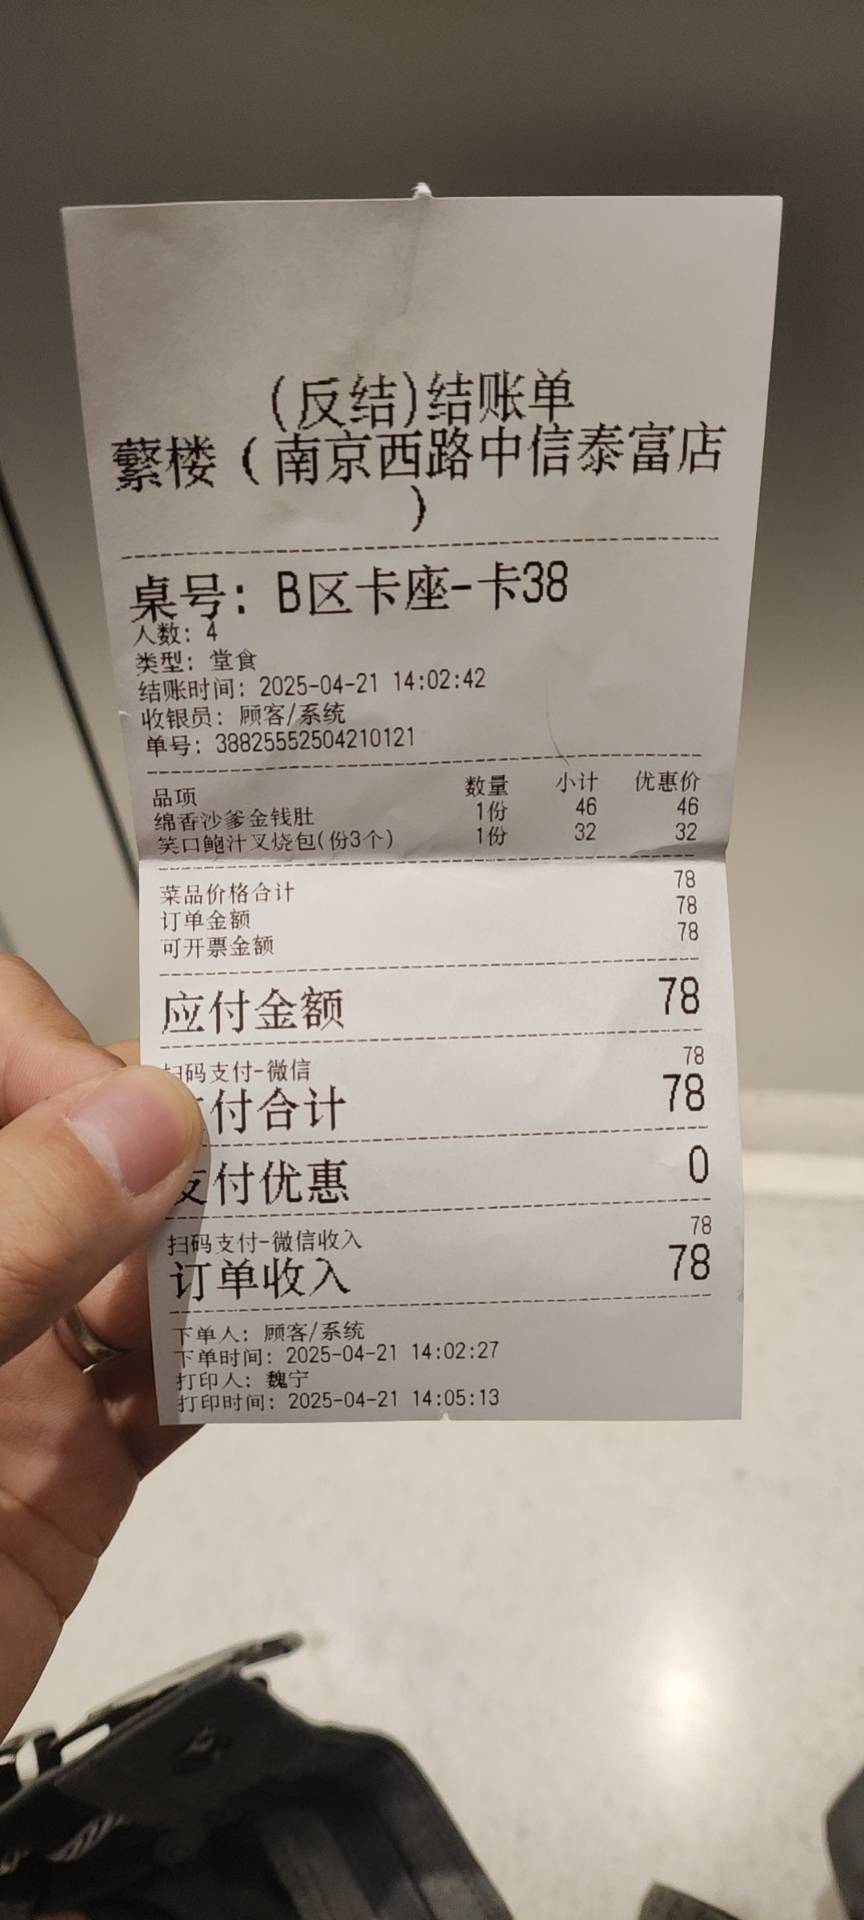 (反结)结账单
蘩楼（南京西路中信泰富店
）
桌号: B区卡座-卡38
人数: 4
类型: 堂食
结账时间: 2025-04-21 14:02:42
收银员: 顾客/系统
单号: 38825552504210121
品项 数量 小计 优惠价
绵香沙爹金钱肚 1份 46 46
笑口鲍汁叉烧包(份3个) 1份 32 32
菜品价格合计 78
订单金额 78
可开票金额 78
应付金额 78
扫码支付-微信 78
付合计 78
支付优惠 0
扫码支付-微信收入 78
订单收入 78
下单人: 顾客/系统
下单时间: 2025-04-21 14:02:27
打印人: 魏宁
打印时间: 2025-04-21 14:05:13